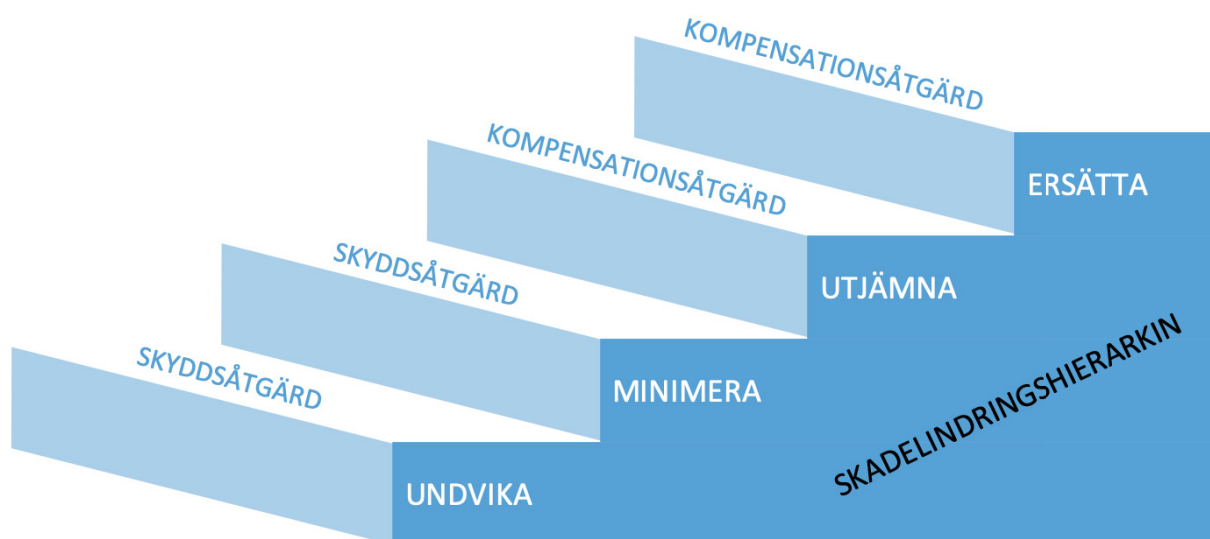 KOMPENSATIONSÅTGÄRD
ERSÄTTA
KOMPENSATIONSÅTGÄRD
UTJÄMNA
SKYDDSÅTGÄRD
MINIMERA
SKYDDSÅTGÄRD
UNDVIKA
SKADELINDRINGSHIERARKIN